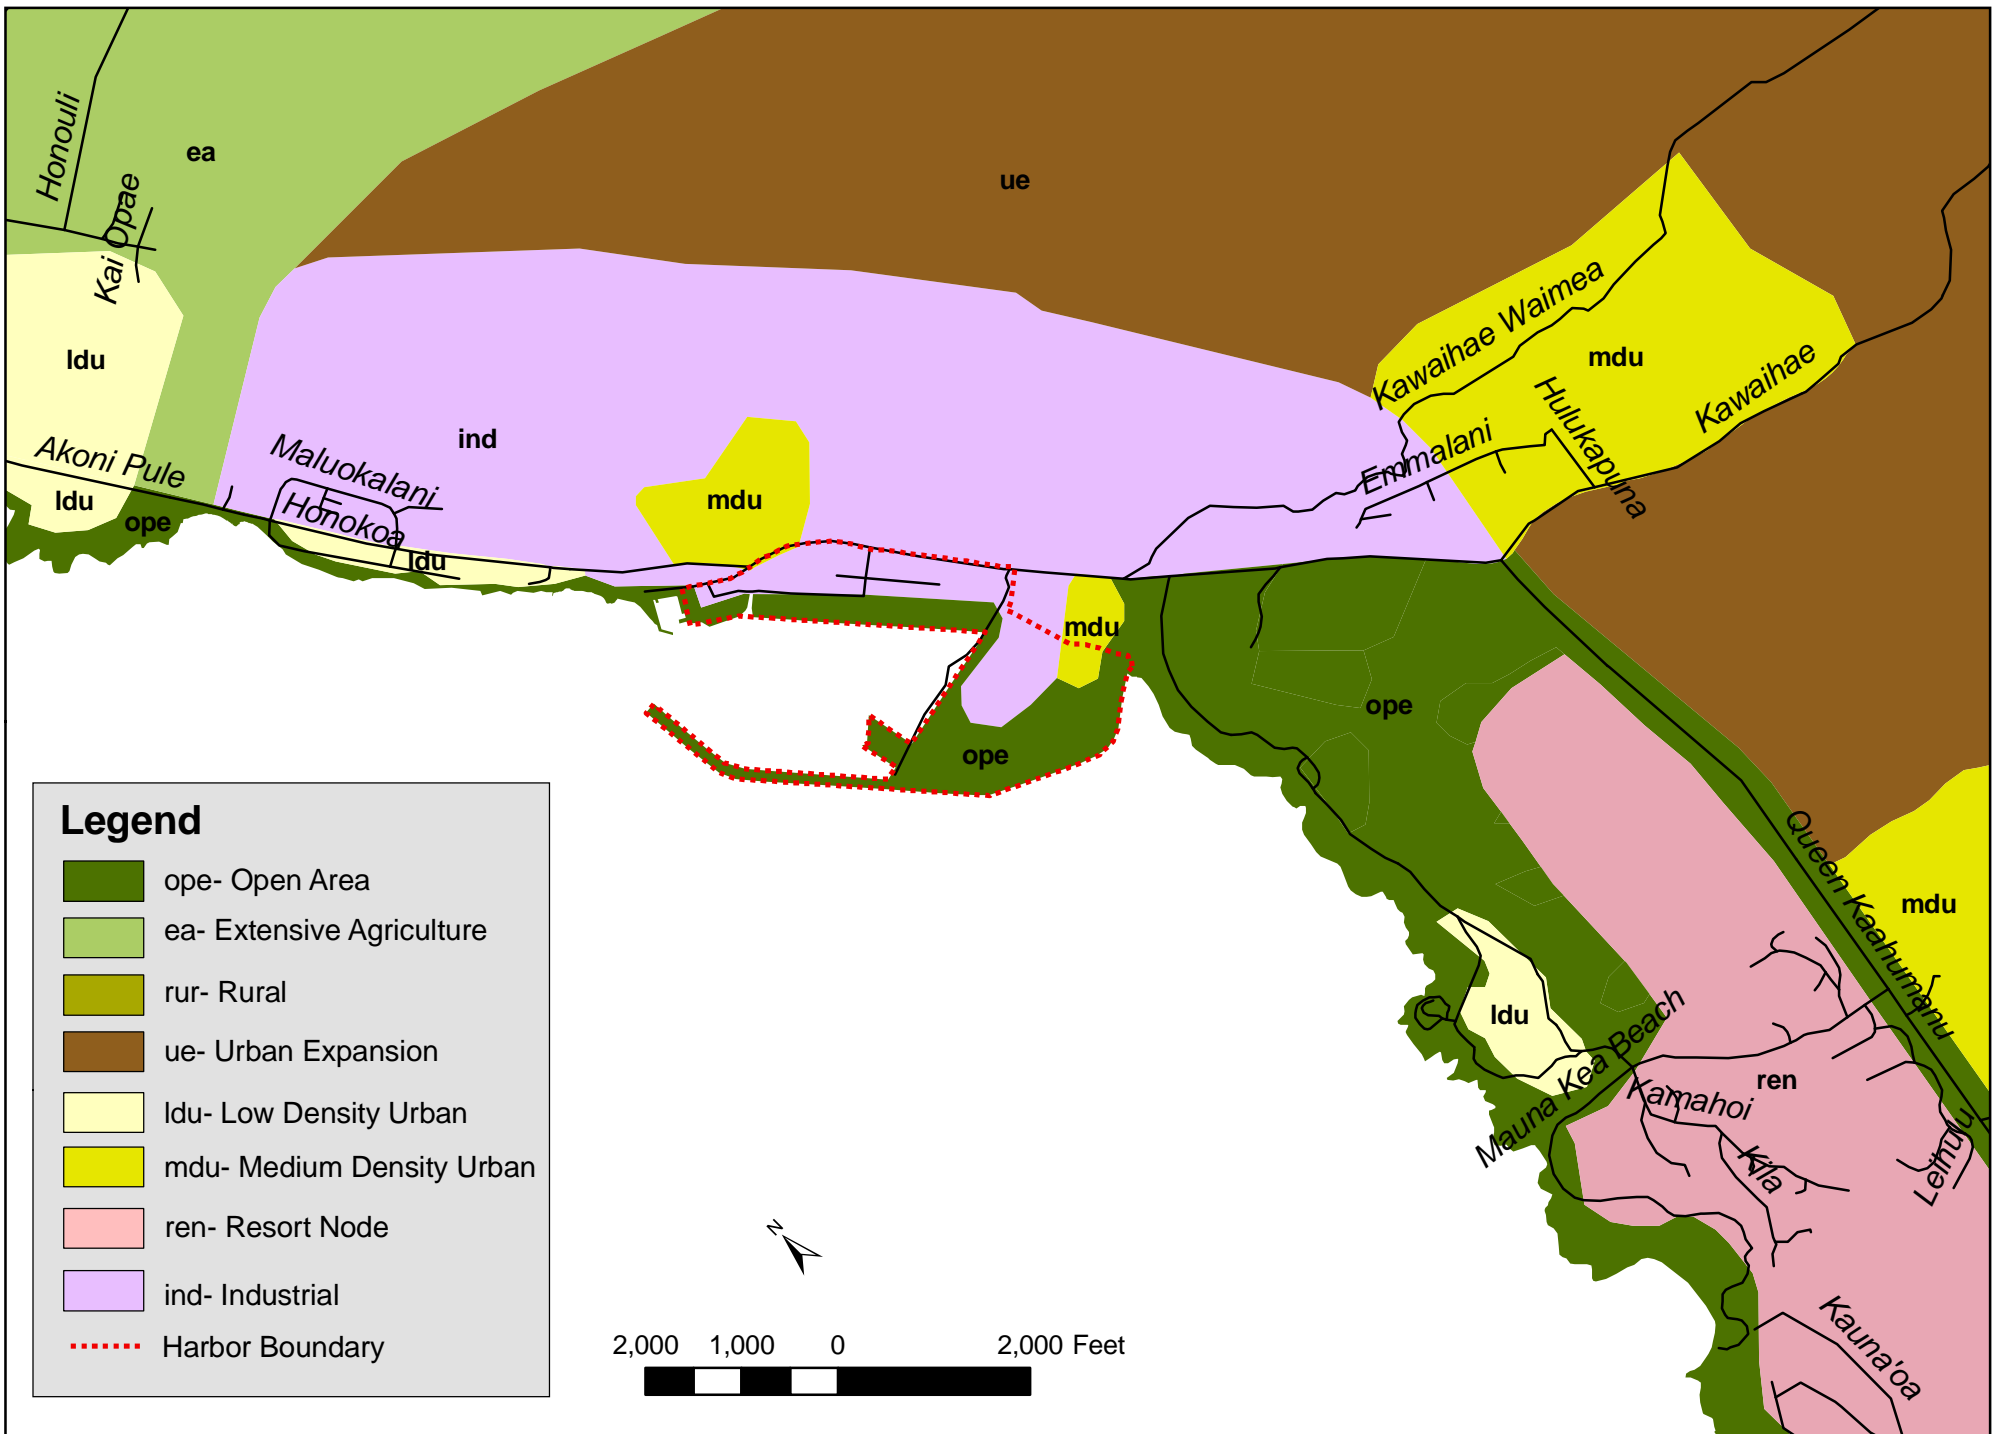 Honouli
ea
Kai Opae
ue
ldu
Akoni Pule
ldu
ope
Maluokalani
Honokoa
ldu
ind
mdu
Kawaihae Waimea
mdu
Hulukapuna
Kawaihae
Emmalani
mdu
ope
ope
Queen Kaahumanu
mdu
ldu
Mauna Kea Beach
ren
Kamahoi
Kila
Leihulu
Kauna'oa
Legend
ope- Open Area
ea- Extensive Agriculture
rur- Rural
ue- Urban Expansion
ldu- Low Density Urban
mdu- Medium Density Urban
ren- Resort Node
ind- Industrial
Harbor Boundary
N
2,000 1,000 0 2,000 Feet